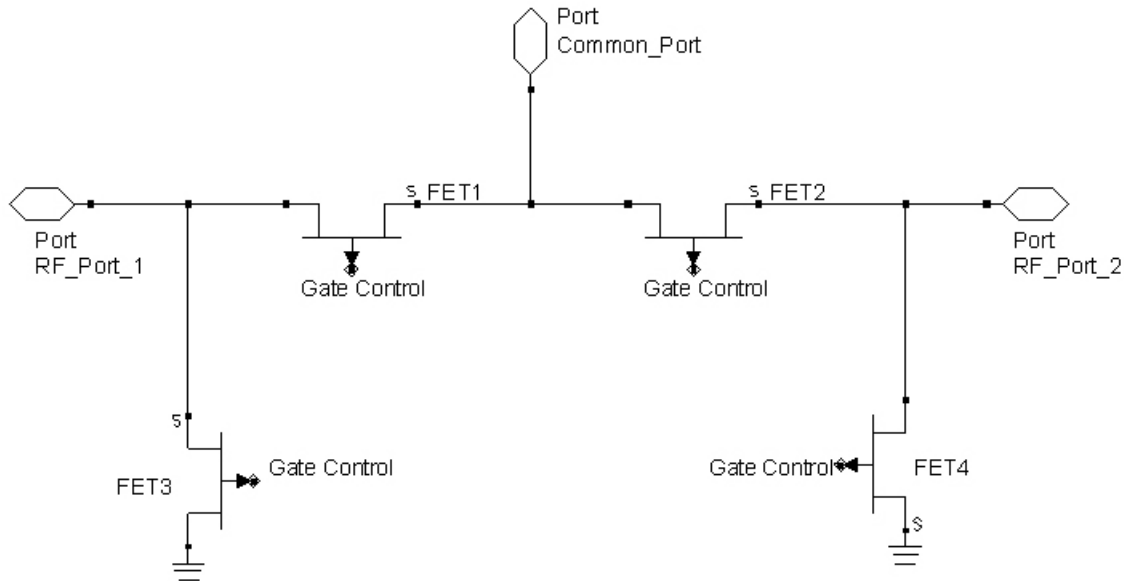 Port
Common_Port
S FET1
S FET2
Port
RF_Port_1
Gate Control
Gate Control
Port
RF_Port_2
S
Gate Control
FET3
Gate Control
FET4
S